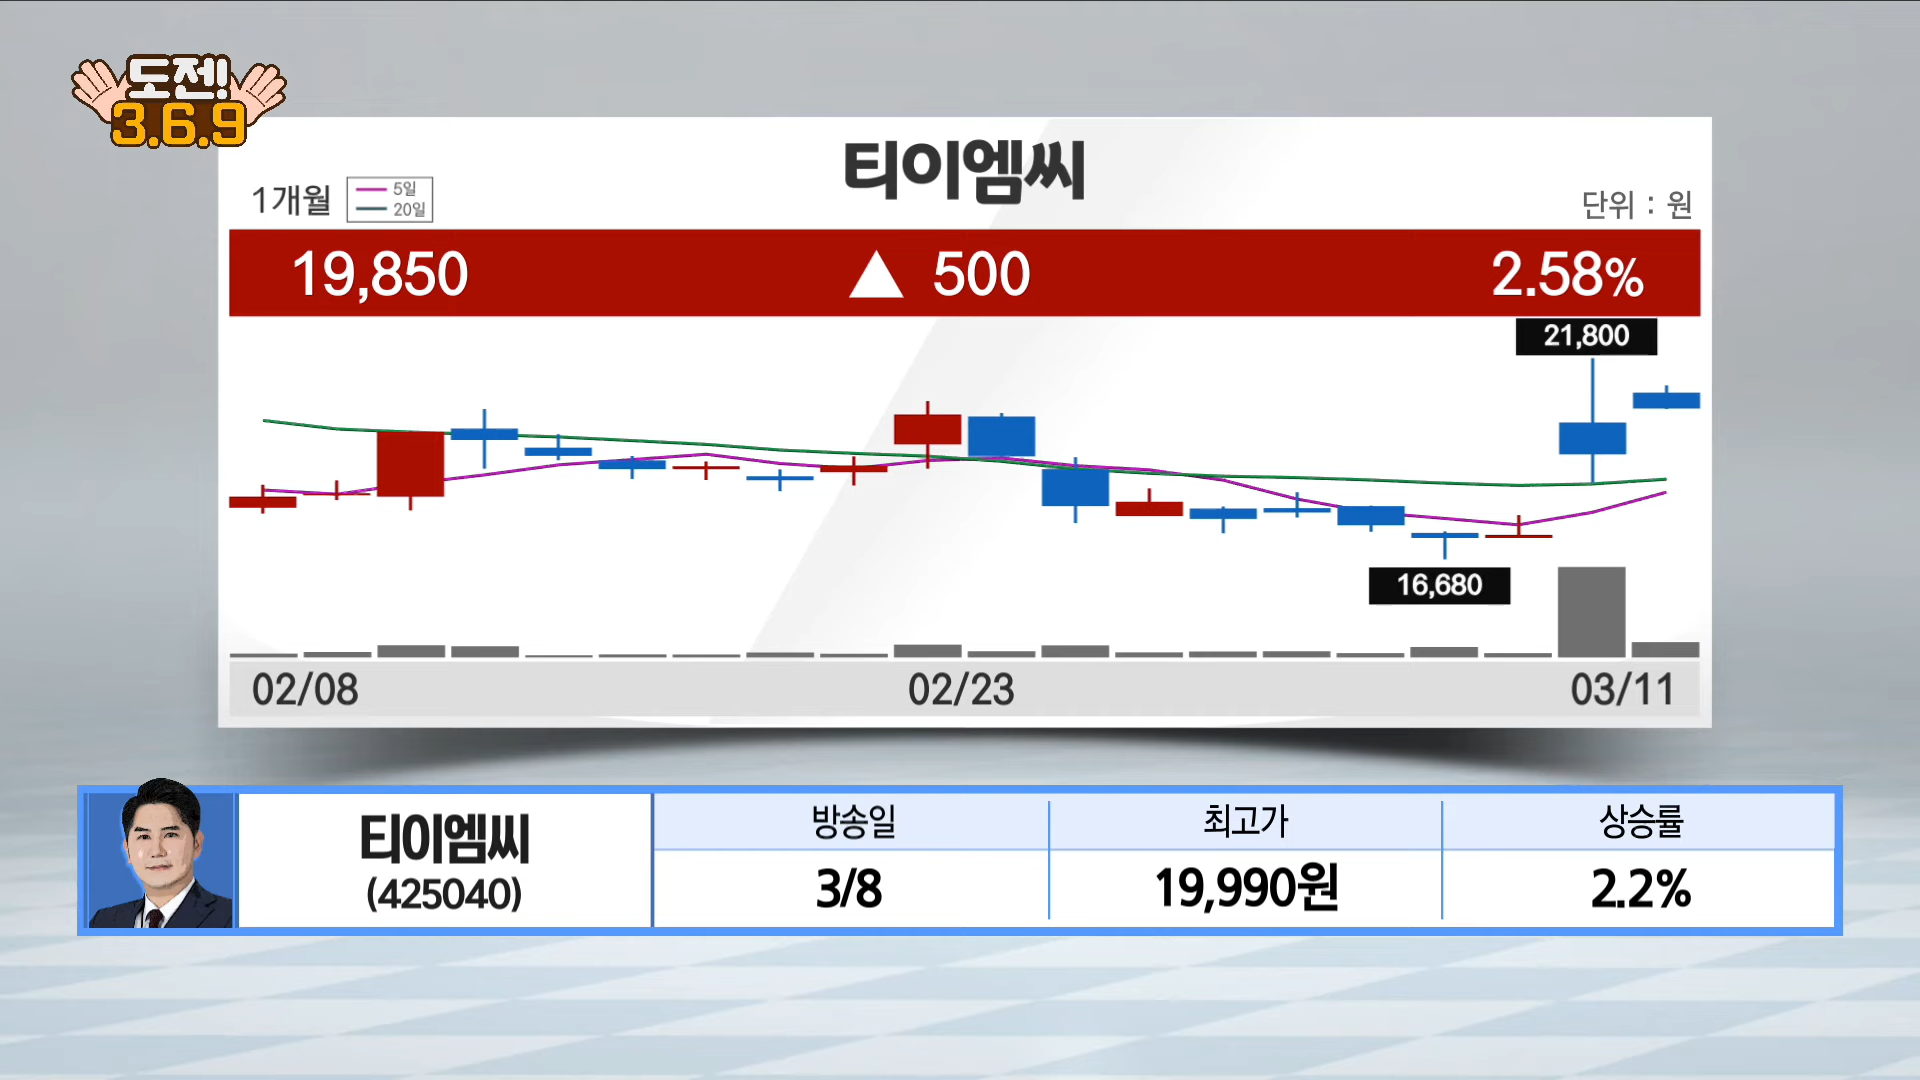 도전!
3.6.9
티이엠씨
1개월
5일
20일
단위 : 원
19,850 ▲ 500 2.58%
21,800
16,680
02/08 02/23 03/11
티이엠씨
(425040)
방송일 최고가 상승률
3/8 19,990원 2.2%